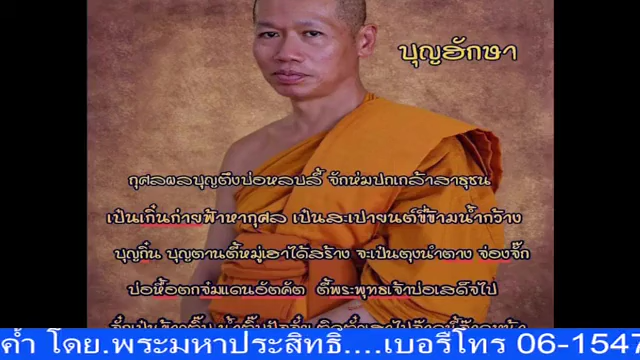 บุญฮักษา
กุศลผลบุญตึงบ่อหลบลี้ จักห่มปกเกล้าสาธุชน
เป๋นเกิ๋นก่ายฟ้าหากุศล เป๋นสะเปายนต์ขี่ข้ามน้ำกว้าง
บุญกิ๋น บุญตานตี้หมู่เฮาได้สร้าง จะเป๋นตุงนำตาง จ่องจั๊ก
บ่อหื้อตกจ๋มแดนอัตคัต ตี้พระพุทธเจ้าบ่อเสด็จไป
ค้ำ โดย.พระมหาประสิทธิ์....เบอร์โทร 06-1547